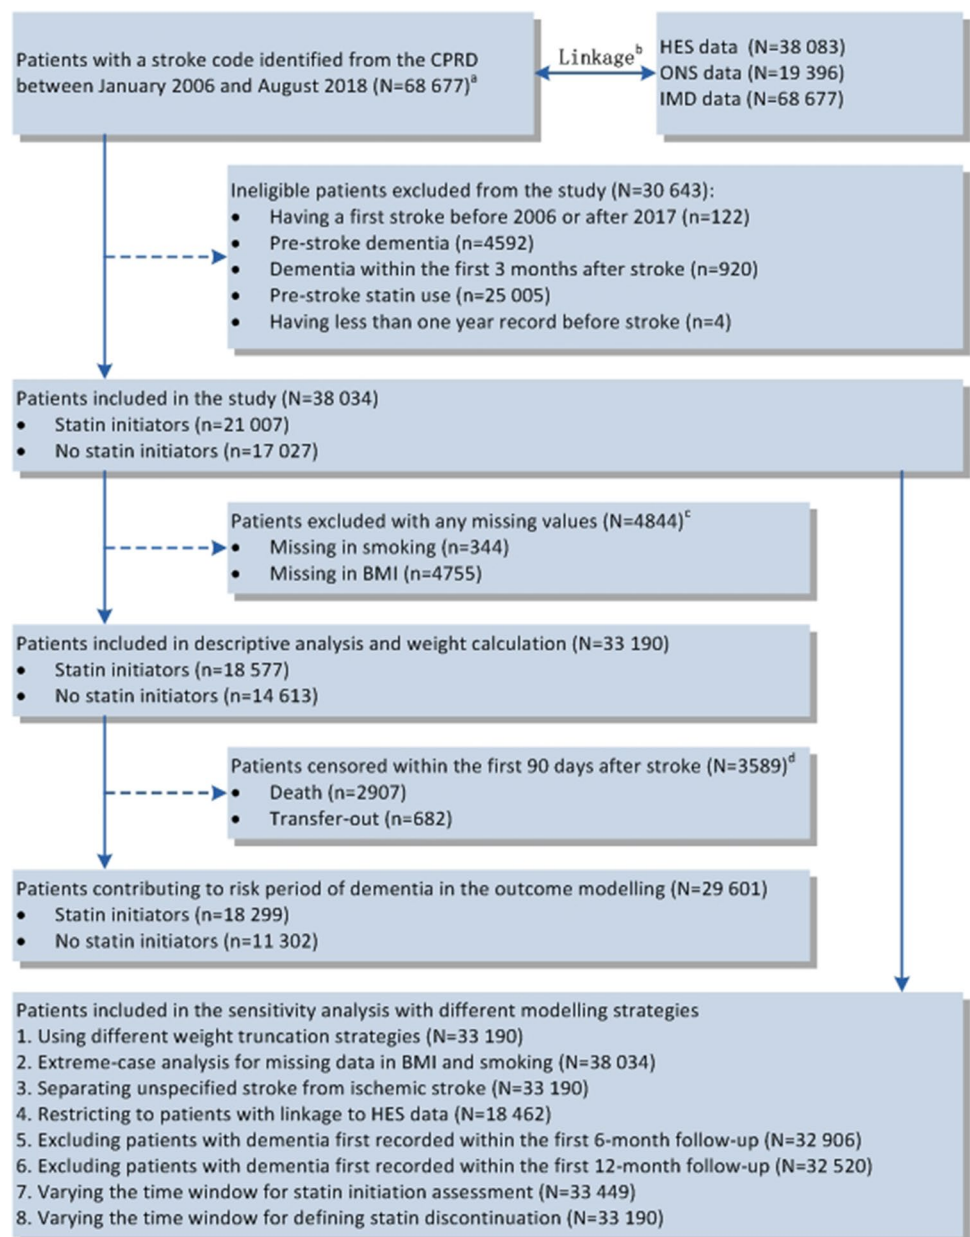 Patients with a stroke code identified from the CPRD
between January 2006 and August 2018 (N=68 677)a
Linkageb
HES data (N=38 083)
ONS data (N=19 396)
IMD data (N=68 677)
Ineligible patients excluded from the study (N=30 643):
• Having a first stroke before 2006 or after 2017 (n=122)
• Pre-stroke dementia (n=4592)
• Dementia within the first 3 months after stroke (n=920)
• Pre-stroke statin use (n=25 005)
• Having less than one year record before stroke (n=4)
Patients included in the study (N=38 034)
• Statin initiators (n=21 007)
• No statin initiators (n=17 027)
Patients excluded with any missing values (N=4844)c
• Missing in smoking (n=344)
• Missing in BMI (n=4755)
Patients included in descriptive analysis and weight calculation (N=33 190)
• Statin initiators (n=18 577)
• No statin initiators (n=14 613)
Patients censored within the first 90 days after stroke (N=3589)d
• Death (n=2907)
• Transfer-out (n=682)
Patients contributing to risk period of dementia in the outcome modelling (N=29 601)
• Statin initiators (n=18 299)
• No statin initiators (n=11 302)
Patients included in the sensitivity analysis with different modelling strategies
1. Using different weight truncation strategies (N=33 190)
2. Extreme-case analysis for missing data in BMI and smoking (N=38 034)
3. Separating unspecified stroke from ischemic stroke (N=33 190)
4. Restricting to patients with linkage to HES data (N=18 462)
5. Excluding patients with dementia first recorded within the first 6-month follow-up (N=32 906)
6. Excluding patients with dementia first recorded within the first 12-month follow-up (N=32 520)
7. Varying the time window for statin initiation assessment (N=33 449)
8. Varying the time window for defining statin discontinuation (N=33 190)